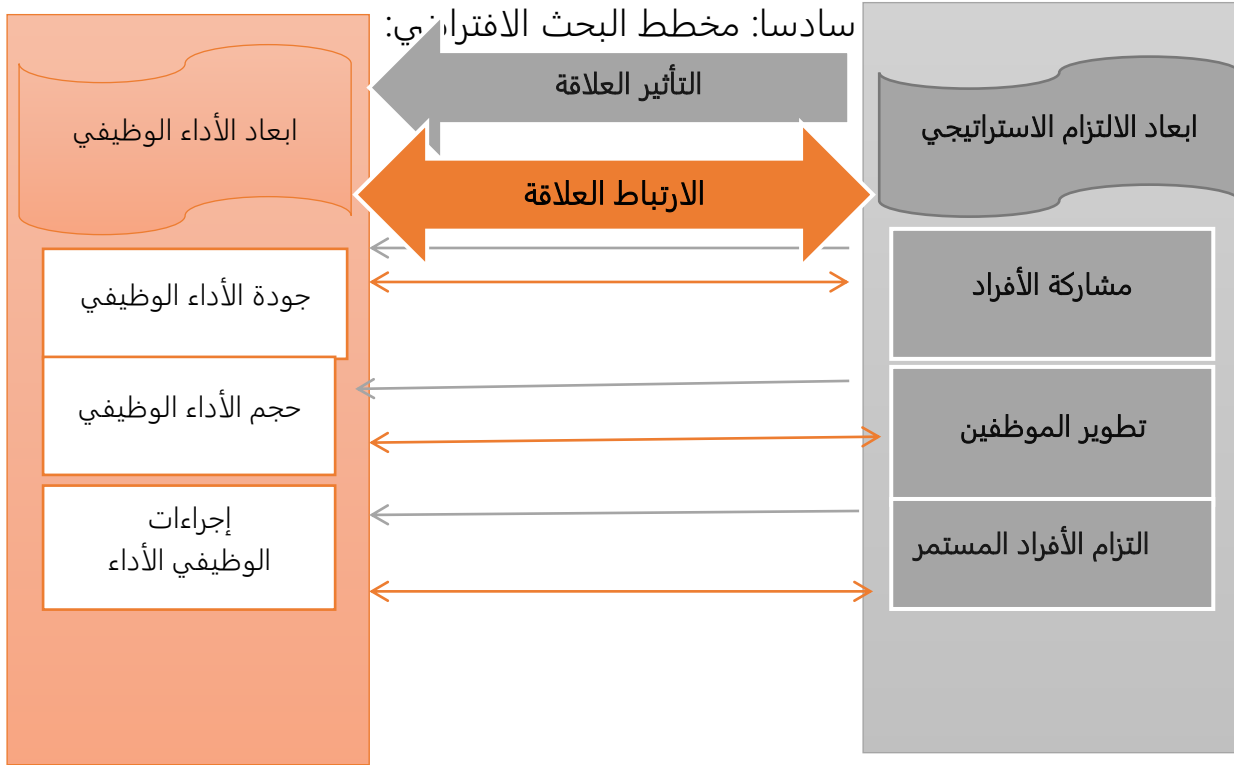 سادسا: مخطط البحث الافتراضي:
التأثير العلاقة
ابعاد الالتزام الاستراتيجي
ابعاد الأداء الوظيفي
الارتباط العلاقة
مشاركة الأفراد
جودة الأداء الوظيفي
تطوير الموظفين
حجم الأداء الوظيفي
التزام الأفراد المستمر
إجراءات
الوظيفي الأداء